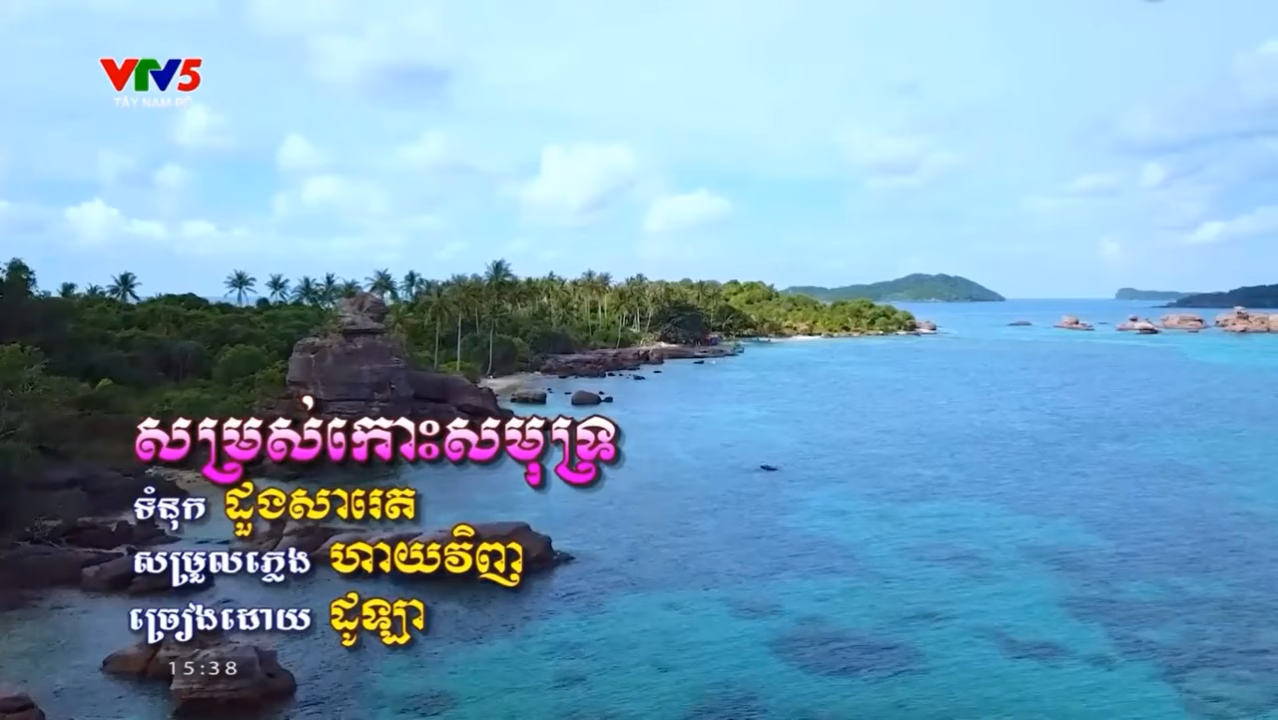 VTV5
TÂY NAM BỘ
សម្រស់កោះសមុទ្រ
ទំនុក ដួងសារេត
សម្រួលភ្លេង ហាយវិញ
ច្រៀងដោយ ដូឡា
15:38